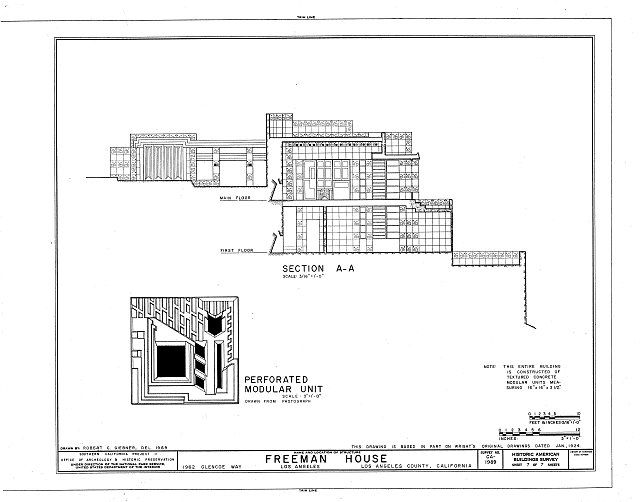 TRIM LINE
MAIN FLOOR
FIRST FLOOR
SECTION A-A
SCALE: 3/16"=1'-0"
PERFORATED
MODULAR UNIT
SCALE: 3"=1'-0"
DRAWN FROM PHOTOGRAPH
NOTE: THIS ENTIRE BUILDING
IS CONSTRUCTED OF
TEXTURED CONCRETE
MODULAR UNITS MEA-
SURING 16"x 16"x 3 1/2"
0 1 2 3 4 5 10
FEET & INCHES 3/16"=1'-0"
0 1 2 3 4 5 6 12
INCHES 3"=1'-0"
DRAWN BY: ROBERT C. GIEBNER, DEL. 1969
THIS DRAWING IS BASED IN PART ON WRIGHT'S ORIGINAL DRAWINGS DATED JAN., 1924
SOUTHERN CALIFORNIA PROJECT II
OFFICE OF ARCHEOLOGY & HISTORIC PRESERVATION
UNDER DIRECTION OF THE NATIONAL PARK SERVICE,
UNITED STATES DEPARTMENT OF THE INTERIOR
NAME AND LOCATION OF STRUCTURE
FREEMAN HOUSE
1962 GLENCOE WAY LOS ANGELES LOS ANGELES COUNTY, CALIFORNIA
SURVEY NO.
CA-
1989
HISTORIC AMERICAN
BUILDINGS SURVEY
SHEET 7 OF 7 SHEETS
TRIM LINE